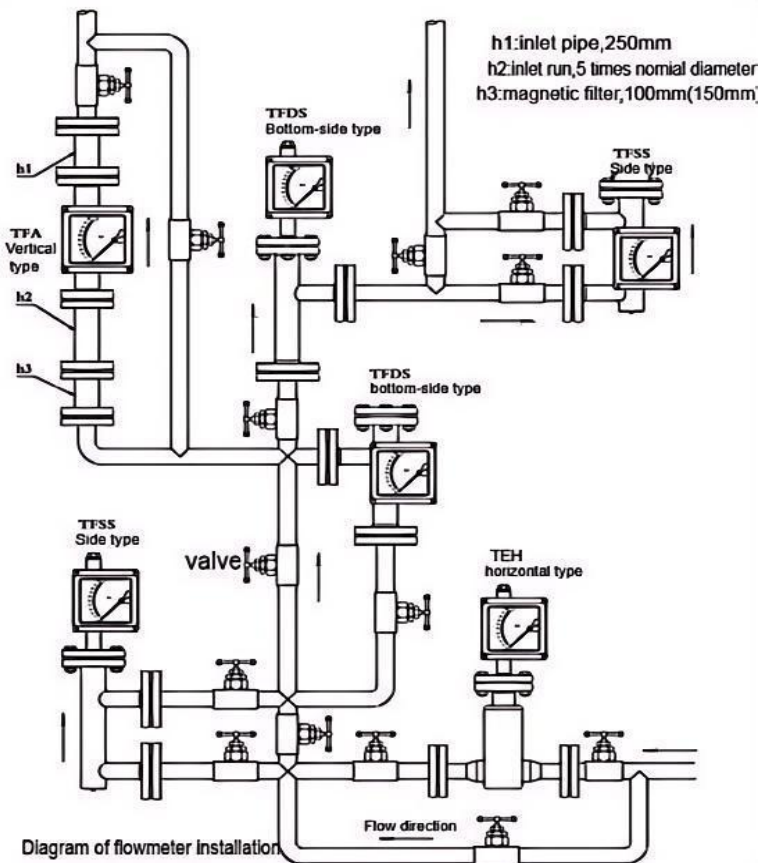 h1:inlet pipe,250mm
h2:inlet run,5 times nomial diameter
h3:magnetic filter,100mm(150mm)
TFDS
Bottom-side type
TFSS
Side type
h1
TFA
Vertical
type
h2
h3
TFDS
bottom-side type
TFSS
Side type
valve
TEH
horizontal type
Flow direction
Diagram of flowmeter installation